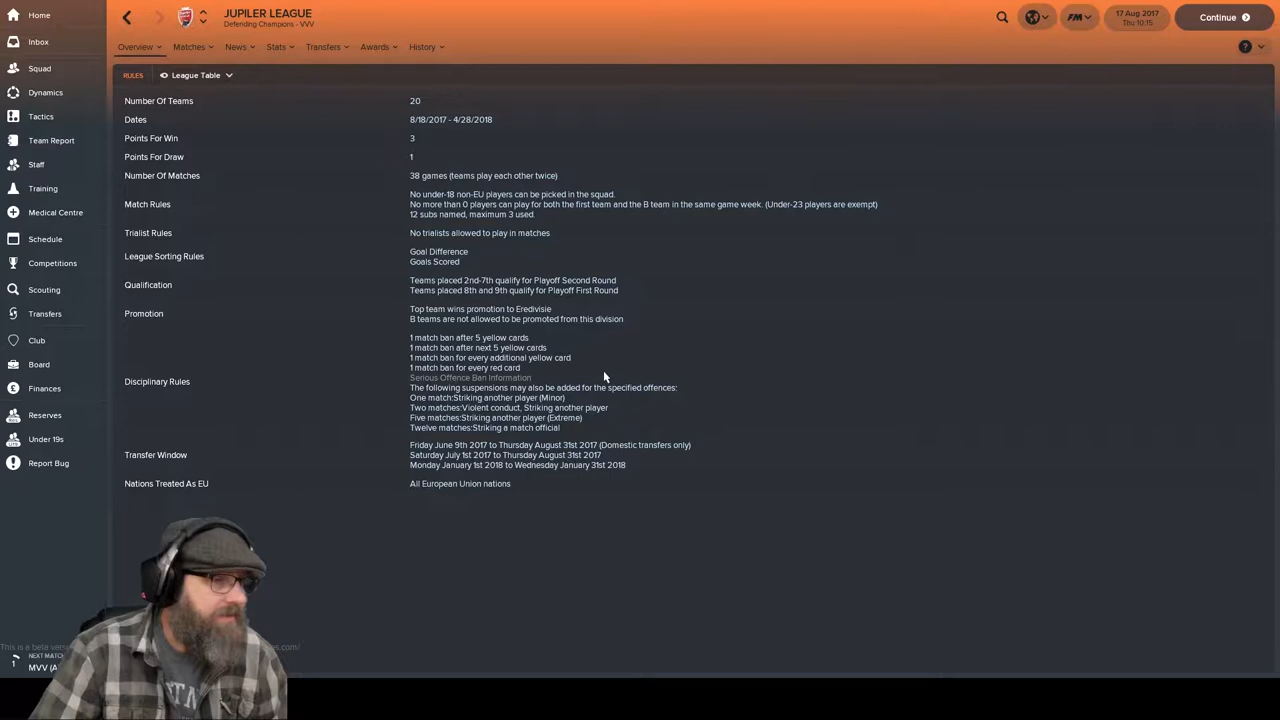 Home
Inbox
Squad
Dynamics
Tactics
Team Report
Staff
Training
Medical Centre
Schedule
Competitions
Scouting
Transfers
Club
Board
Finances
Reserves
Under 19s
Report Bug
This is a beta vers
NEXT MATCH
MVV (A
JUPILER LEAGUE
Defending Champions - VVV
FM
17 Aug 2017
Thu 10:15
Continue
Overview
Matches
News
Stats
Transfers
Awards
History
?
RULES
League Table
Number Of Teams
20
Dates
8/18/2017 - 4/28/2018
Points For Win
3
Points For Draw
1
Number Of Matches
38 games (teams play each other twice)
Match Rules
No under-18 non-EU players can be picked in the squad.
No more than 0 players can play for both the first team and the B team in the same game week. (Under-23 players are exempt)
12 subs named, maximum 3 used.
Trialist Rules
No trialists allowed to play in matches
League Sorting Rules
Goal Difference
Goals Scored
Qualification
Teams placed 2nd-7th qualify for Playoff Second Round
Teams placed 8th and 9th qualify for Playoff First Round
Promotion
Top team wins promotion to Eredivisie
B teams are not allowed to be promoted from this division
Disciplinary Rules
1 match ban after 5 yellow cards
1 match ban after next 5 yellow cards
1 match ban for every additional yellow card
1 match ban for every red card
Serious Offence Ban Information
The following suspensions may also be added for the specified offences:
One match:Striking another player (Minor)
Two matches:Violent conduct, Striking another player
Five matches:Striking another player (Extreme)
Twelve matches:Striking a match official
Transfer Window
Friday June 9th 2017 to Thursday August 31st 2017 (Domestic transfers only)
Saturday July 1st 2017 to Thursday August 31st 2017
Monday January 1st 2018 to Wednesday January 31st 2018
Nations Treated As EU
All European Union nations